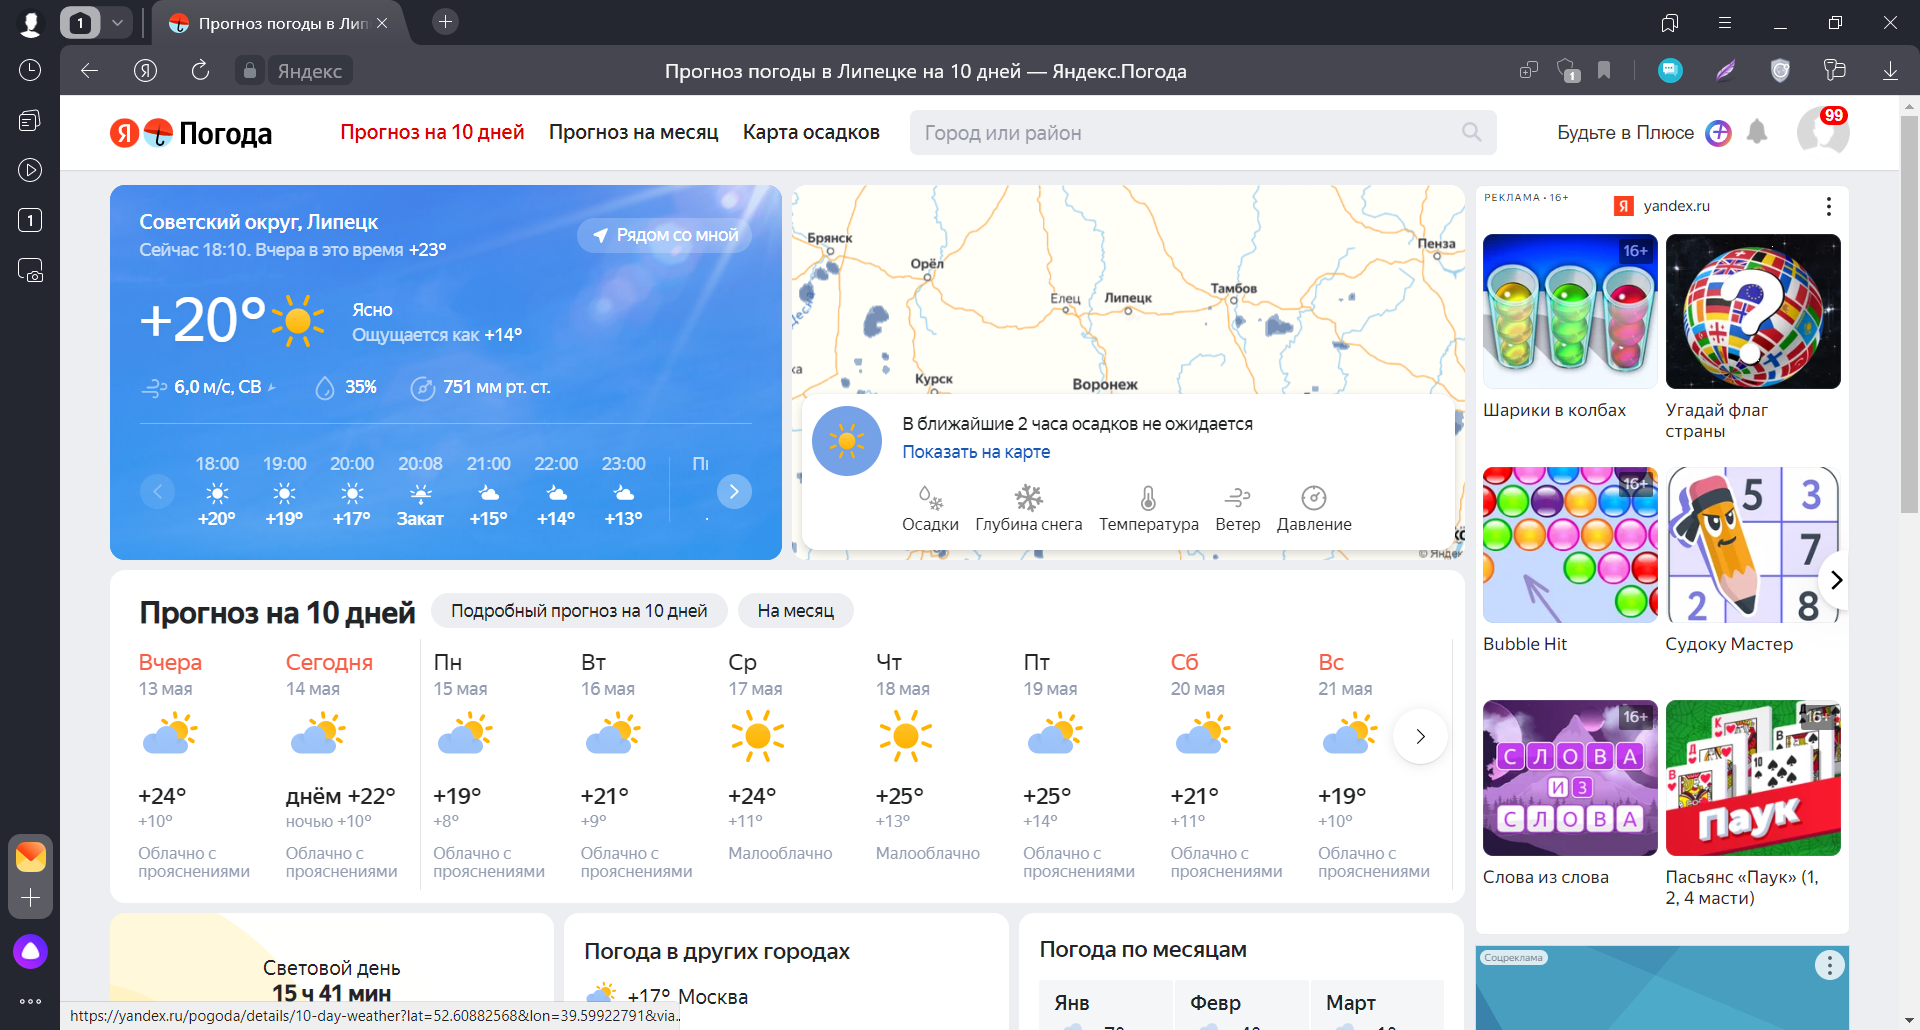 1
Прогноз погоды в Лип
Яндекс
Прогноз погоды в Липецке на 10 дней — Яндекс.Погода
1
1
Я Погода
Прогноз на 10 дней
Прогноз на месяц
Карта осадков
Город или район
Будьте в Плюсе
99
Советский округ, Липецк
Сейчас 18:10. Вчера в это время +23°
Рядом со мной
+20°
Ясно
Ощущается как +14°
6,0 м/с, СВ
35%
751 мм рт. ст.
18:00 19:00 20:00 20:08 21:00 22:00 23:00
+20° +19° +17° Закат +15° +14° +13°
Брянск
Орёл
Пенза
Елец
Липецк
Тамбов
Курск
Воронеж
В ближайшие 2 часа осадков не ожидается
Показать на карте
Осадки Глубина снега Температура Ветер Давление
РЕКЛАМА • 16+
Я yandex.ru
16+
Шарики в колбах
Угадай флаг
страны
16+
5 3
7
2 8
Bubble Hit
Судоку Мастер
16+
СЛОВА
ИЗ
СЛОВА
16+
Паук
Слова из слова
Пасьянс «Паук» (1,
2, 4 масти)
Соцреклама
Прогноз на 10 дней
Подробный прогноз на 10 дней
На месяц
Вчера Сегодня Пн Вт Ср Чт Пт Сб Вс
13 мая 14 мая 15 мая 16 мая 17 мая 18 мая 19 мая 20 мая 21 мая
+24° днём +22° +19° +21° +24° +25° +25° +21° +19°
+10° ночью +10° +8° +9° +11° +13° +14° +11° +10°
Облачно с Облачно с Облачно с Облачно с Малооблачно Малооблачно Облачно с Облачно с Облачно с
прояснениями прояснениями прояснениями прояснениями прояснениями прояснениями прояснениями
Световой день
15 ч 41 мин
Погода в других городах
+17° Москва
Погода по месяцам
Янв Февр Март
https://yandex.ru/pogoda/details/10-day-weather?lat=52.60882568&lon=39.59922791&via...